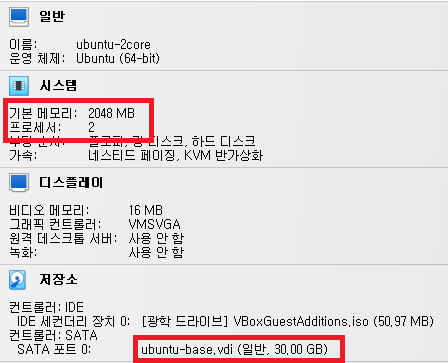 일반
이름: ubuntu-2core
운영 체제: Ubuntu (64-bit)
시스템
기본 메모리: 2048 MB
프로세서: 2
부팅 순서: 플로피, 광 디스크, 하드 디스크
가속: 네스티드 페이징, KVM 반가상화
디스플레이
비디오 메모리: 16 MB
그래픽 컨트롤러: VMSVGA
원격 데스크톱 서버: 사용 안 함
녹화: 사용 안 함
저장소
컨트롤러: IDE
IDE 세컨더리 장치 0: [광학 드라이브] VBoxGuestAdditions.iso (50,97 MB)
컨트롤러: SATA
SATA 포트 0: ubuntu-base.vdi (일반, 30,00 GB)